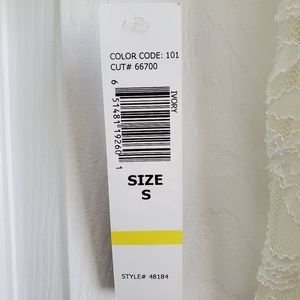 COLOR CODE: 101
CUT# 66700
IVORY
6 51481 19260 1
SIZE
S
STYLE# 48184